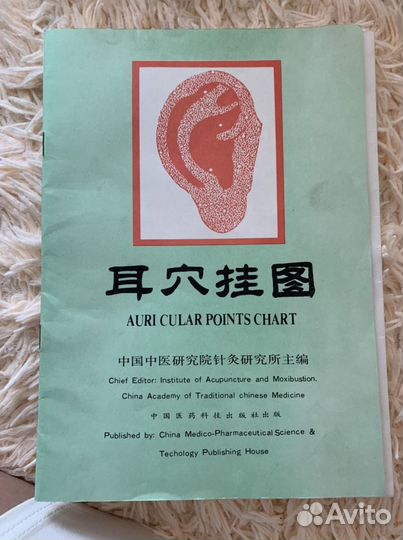 耳穴挂图
AURI CULAR POINTS CHART
中国中医研究院针灸研究所主编
Chief Editor: Institute of Acupuncture and Moxibustion.
China Academy of Traditional chinese Medicine
中国医药科技出版社出版
Published by: China Medico-Pharmaceutical Science &
Techology Publishing House
Avito